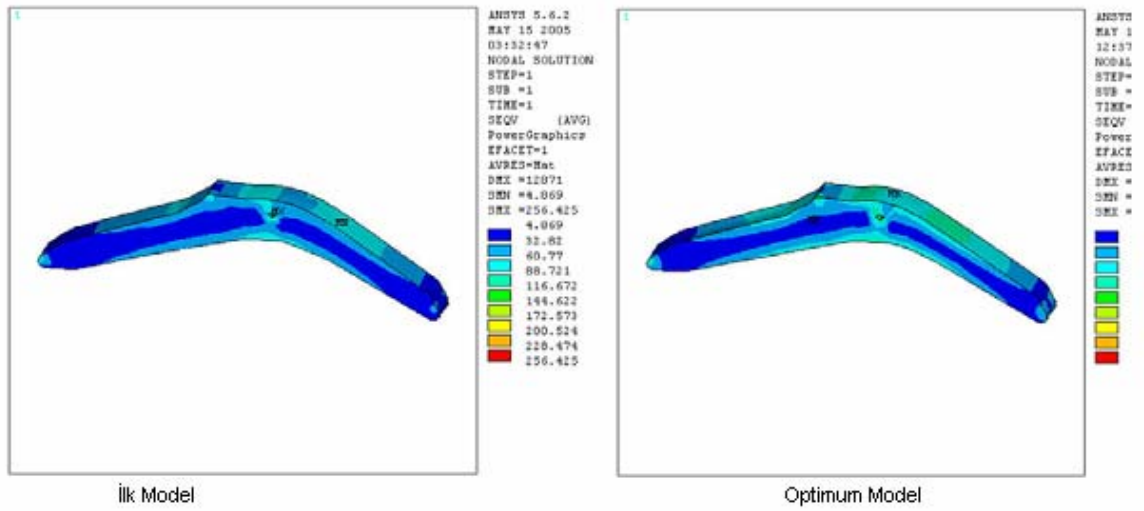 1
ANSYS 5.6.2
MAY 15 2005
03:32:47
NODAL SOLUTION
STEP=1
SUB =1
TIME=1
SEQV (AVG)
PowerGraphics
EFACET=1
AVRES=Mat
DMX =12871
SMN =4.869
SMX =256.425
4.869
32.82
60.77
88.721
116.672
144.622
172.573
200.524
228.474
256.425
İlk Model
1
ANSYS
MAY 1
12:37
NODAL
STEP=
SUB =
TIME=
SEQV
Power
EFACE
AVRES
DMX =
SMN =
SMX =
Optimum Model